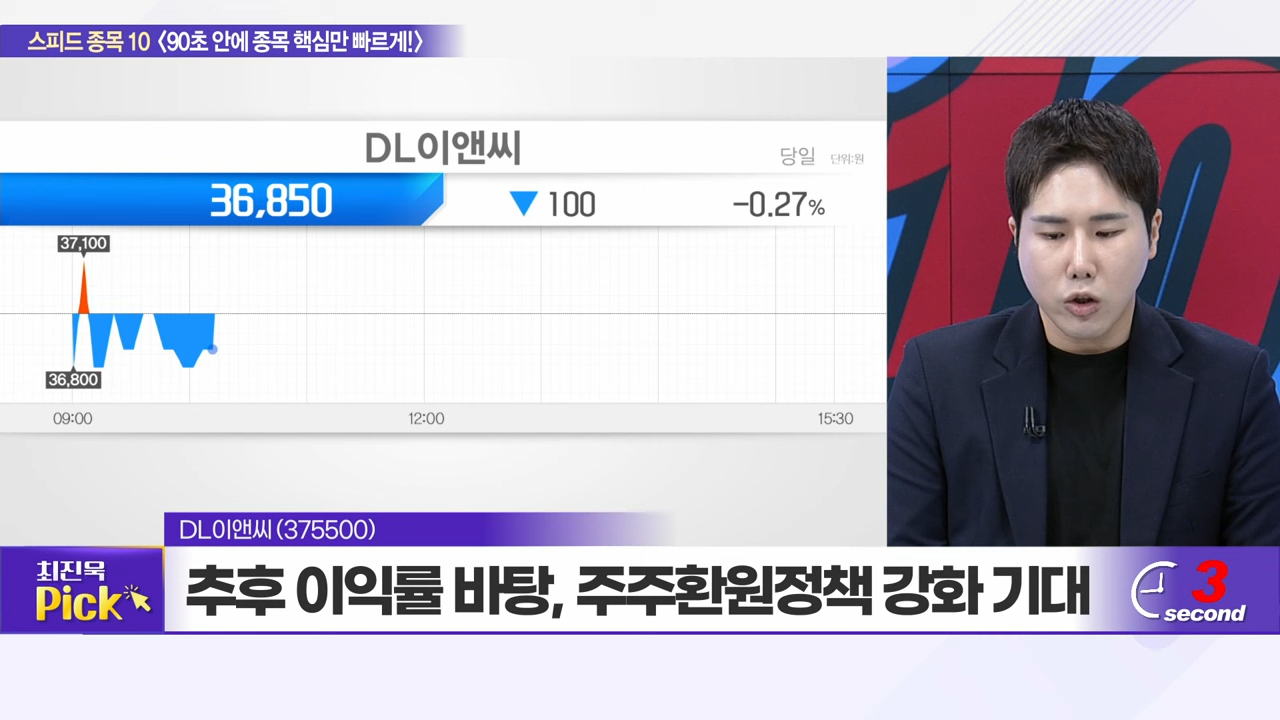 스피드 종목 10 〈90초 안에 종목 핵심만 빠르게!〉
DL이앤씨
당일 단위:원
36,850 ▼ 100 -0.27%
37,100
36,800
09:00 12:00 15:30
DL이앤씨 (375500)
최진묵
Pick
추후 이익률 바탕, 주주환원정책 강화 기대
3
second